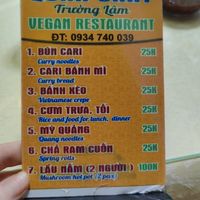 Trường Lâm
VEGAN RESTAURANT
ĐT: 0934 740 039
1. BÚN CARI 25K
Curry noodles
2. CARI BÁNH MÌ 25K
Curry bread
3. BÁNH XÈO 25K
Vietnamese crepe
4. CƠM TRƯA, TỐI 25K
Rice and food for lunch, dinner
5. MỲ QUẢNG 25K
Quang noodles
6. CHẢ RAM CUỐN 25K
Spring rolls
7. LẨU NẤM (2 NGƯỜI) 100K
Mushroom hot pot (2 pax)